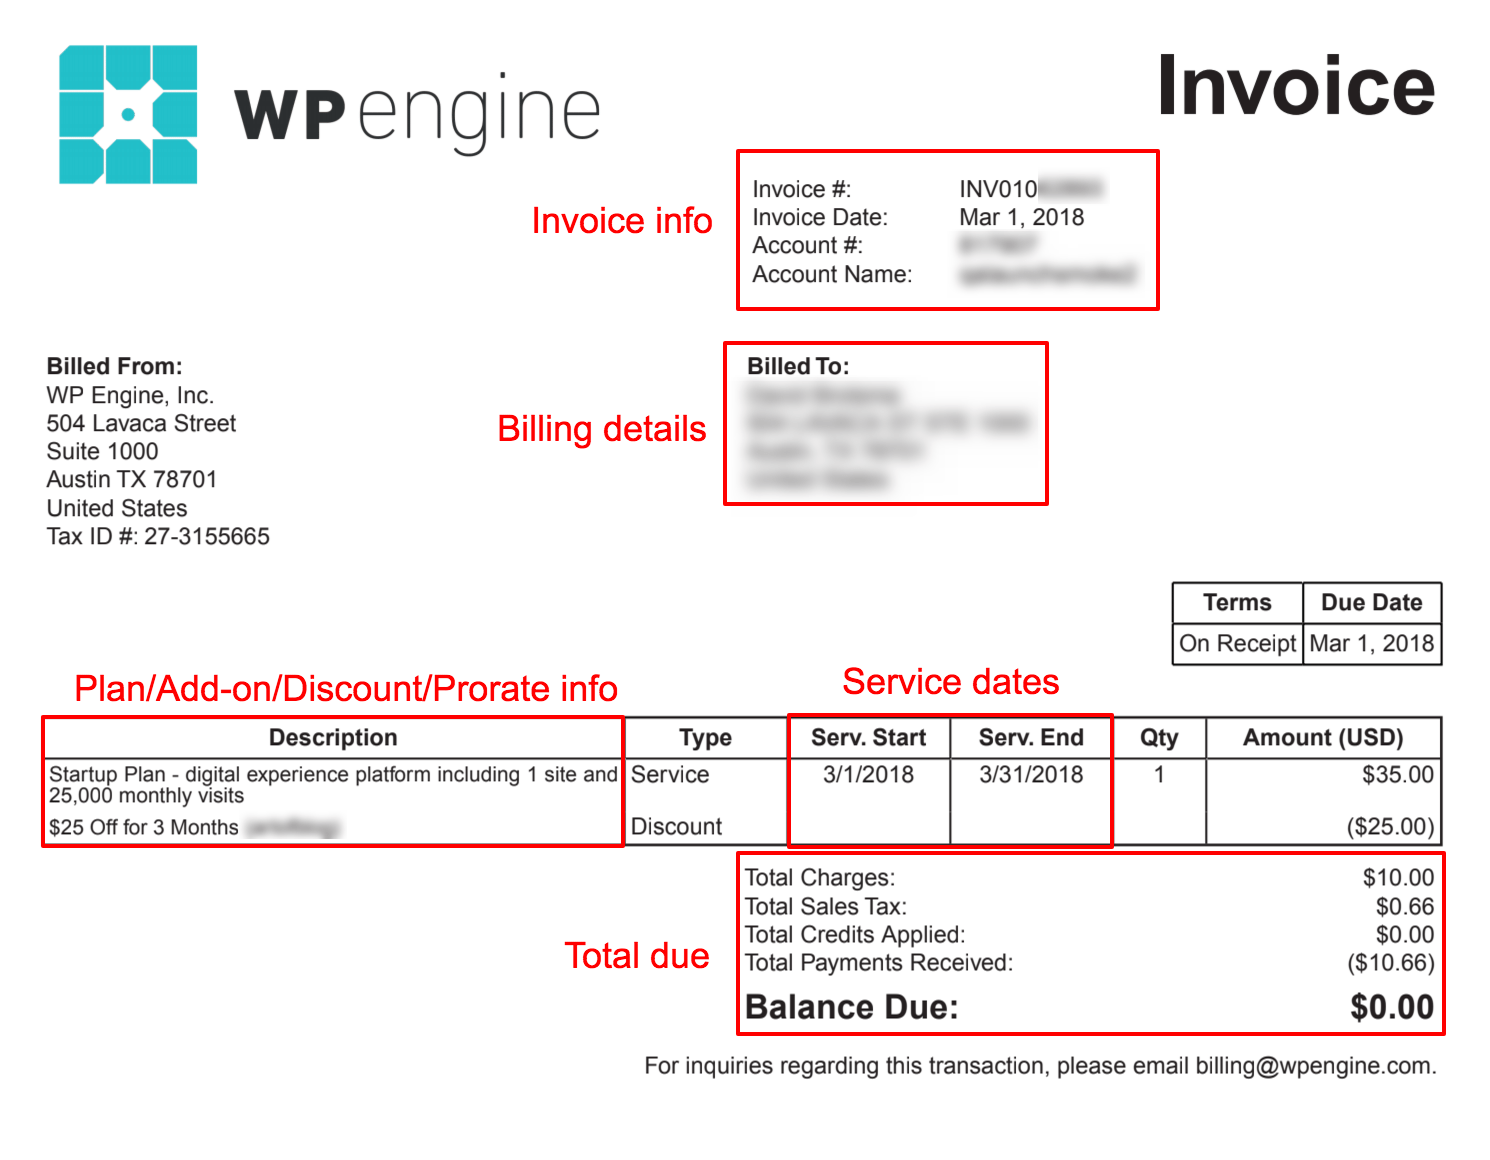 WP engine
Invoice
Invoice info
Invoice #: INV010
Invoice Date: Mar 1, 2018
Account #:
Account Name:
Billed From:
WP Engine, Inc.
504 Lavaca Street
Suite 1000
Austin TX 78701
United States
Tax ID #: 27-3155665
Billing details
Billed To:
Terms Due Date
On Receipt Mar 1, 2018
Plan/Add-on/Discount/Prorate info
Service dates
Description Type Serv. Start Serv. End Qty Amount (USD)
Startup Plan - digital experience platform including 1 site and Service 3/1/2018 3/31/2018 1 $35.00
25,000 monthly visits
$25 Off for 3 Months Discount ($25.00)
Total due
Total Charges: $10.00
Total Sales Tax: $0.66
Total Credits Applied: $0.00
Total Payments Received: ($10.66)
Balance Due: $0.00
For inquiries regarding this transaction, please email billing@wpengine.com.